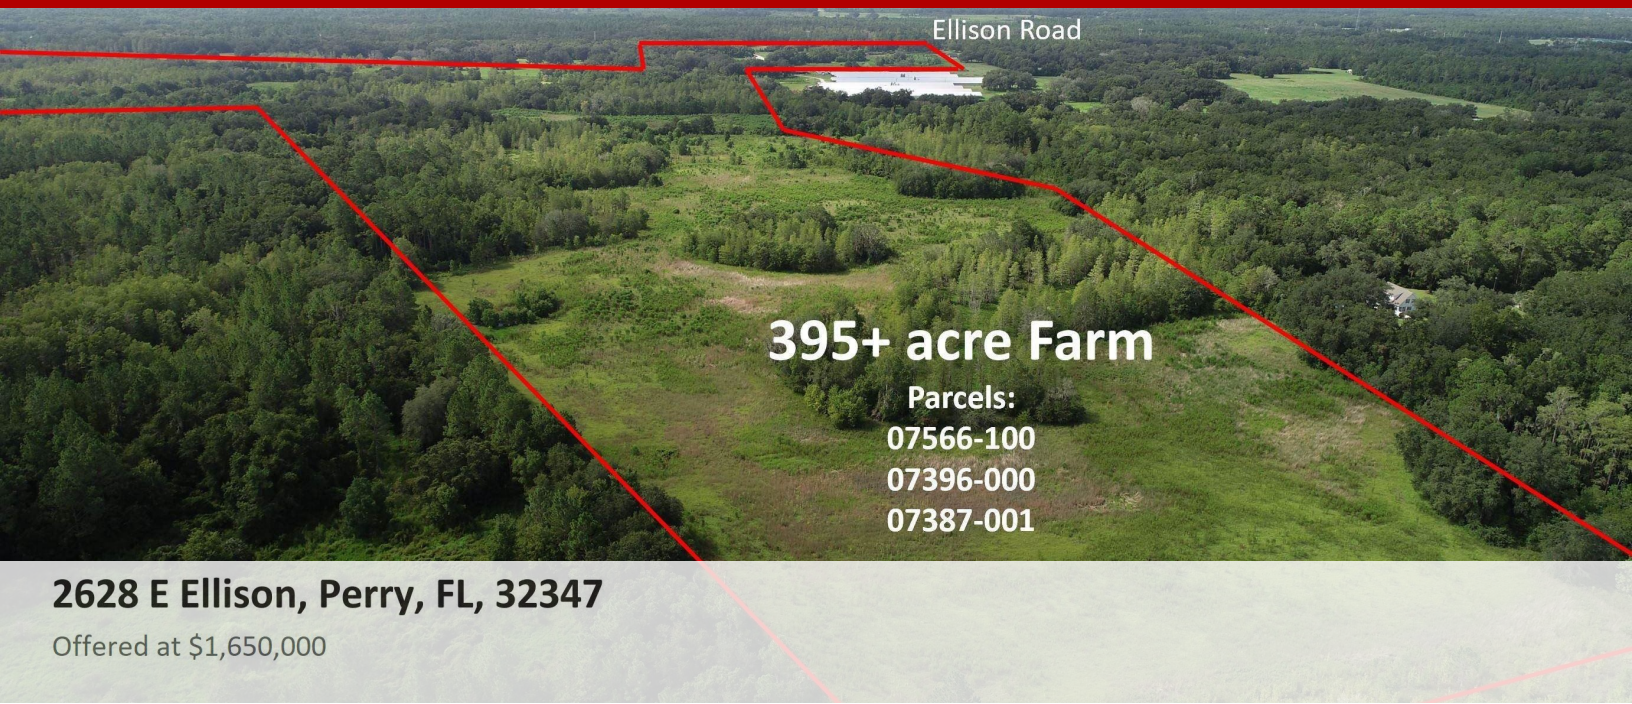 Ellison Road
395+ acre Farm
Parcels:
07566-100
07396-000
07387-001
2628 E Ellison, Perry, FL, 32347
Offered at $1,650,000